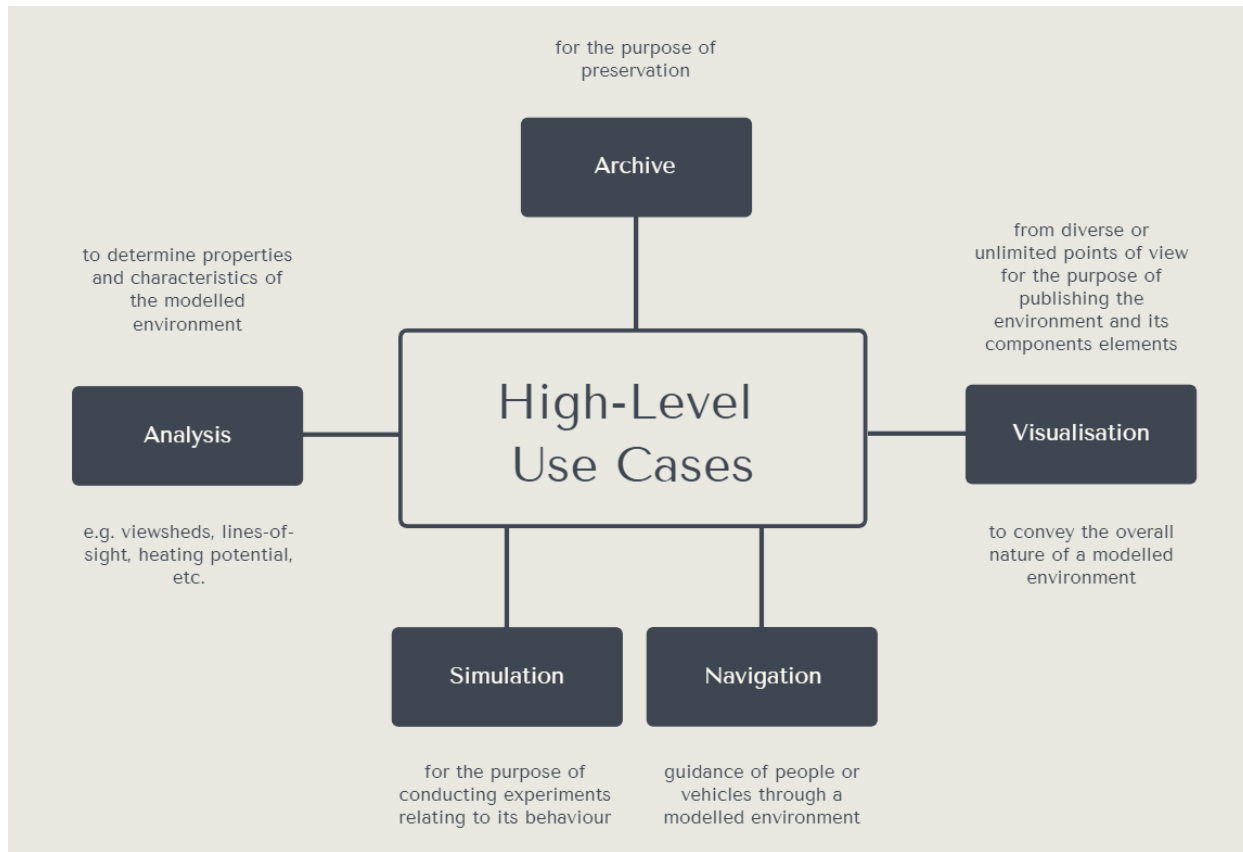 for the purpose of
preservation
Archive
to determine properties
and characteristics of
the modelled
environment
Analysis
e.g. viewsheds, lines-of-
sight, heating potential,
etc.
High-Level
Use Cases
from diverse or
unlimited points of view
for the purpose of
publishing the
environment and its
components elements
Visualisation
to convey the overall
nature of a modelled
environment
Simulation
for the purpose of
conducting experiments
relating to its behaviour
Navigation
guidance of people or
vehicles through a
modelled environment